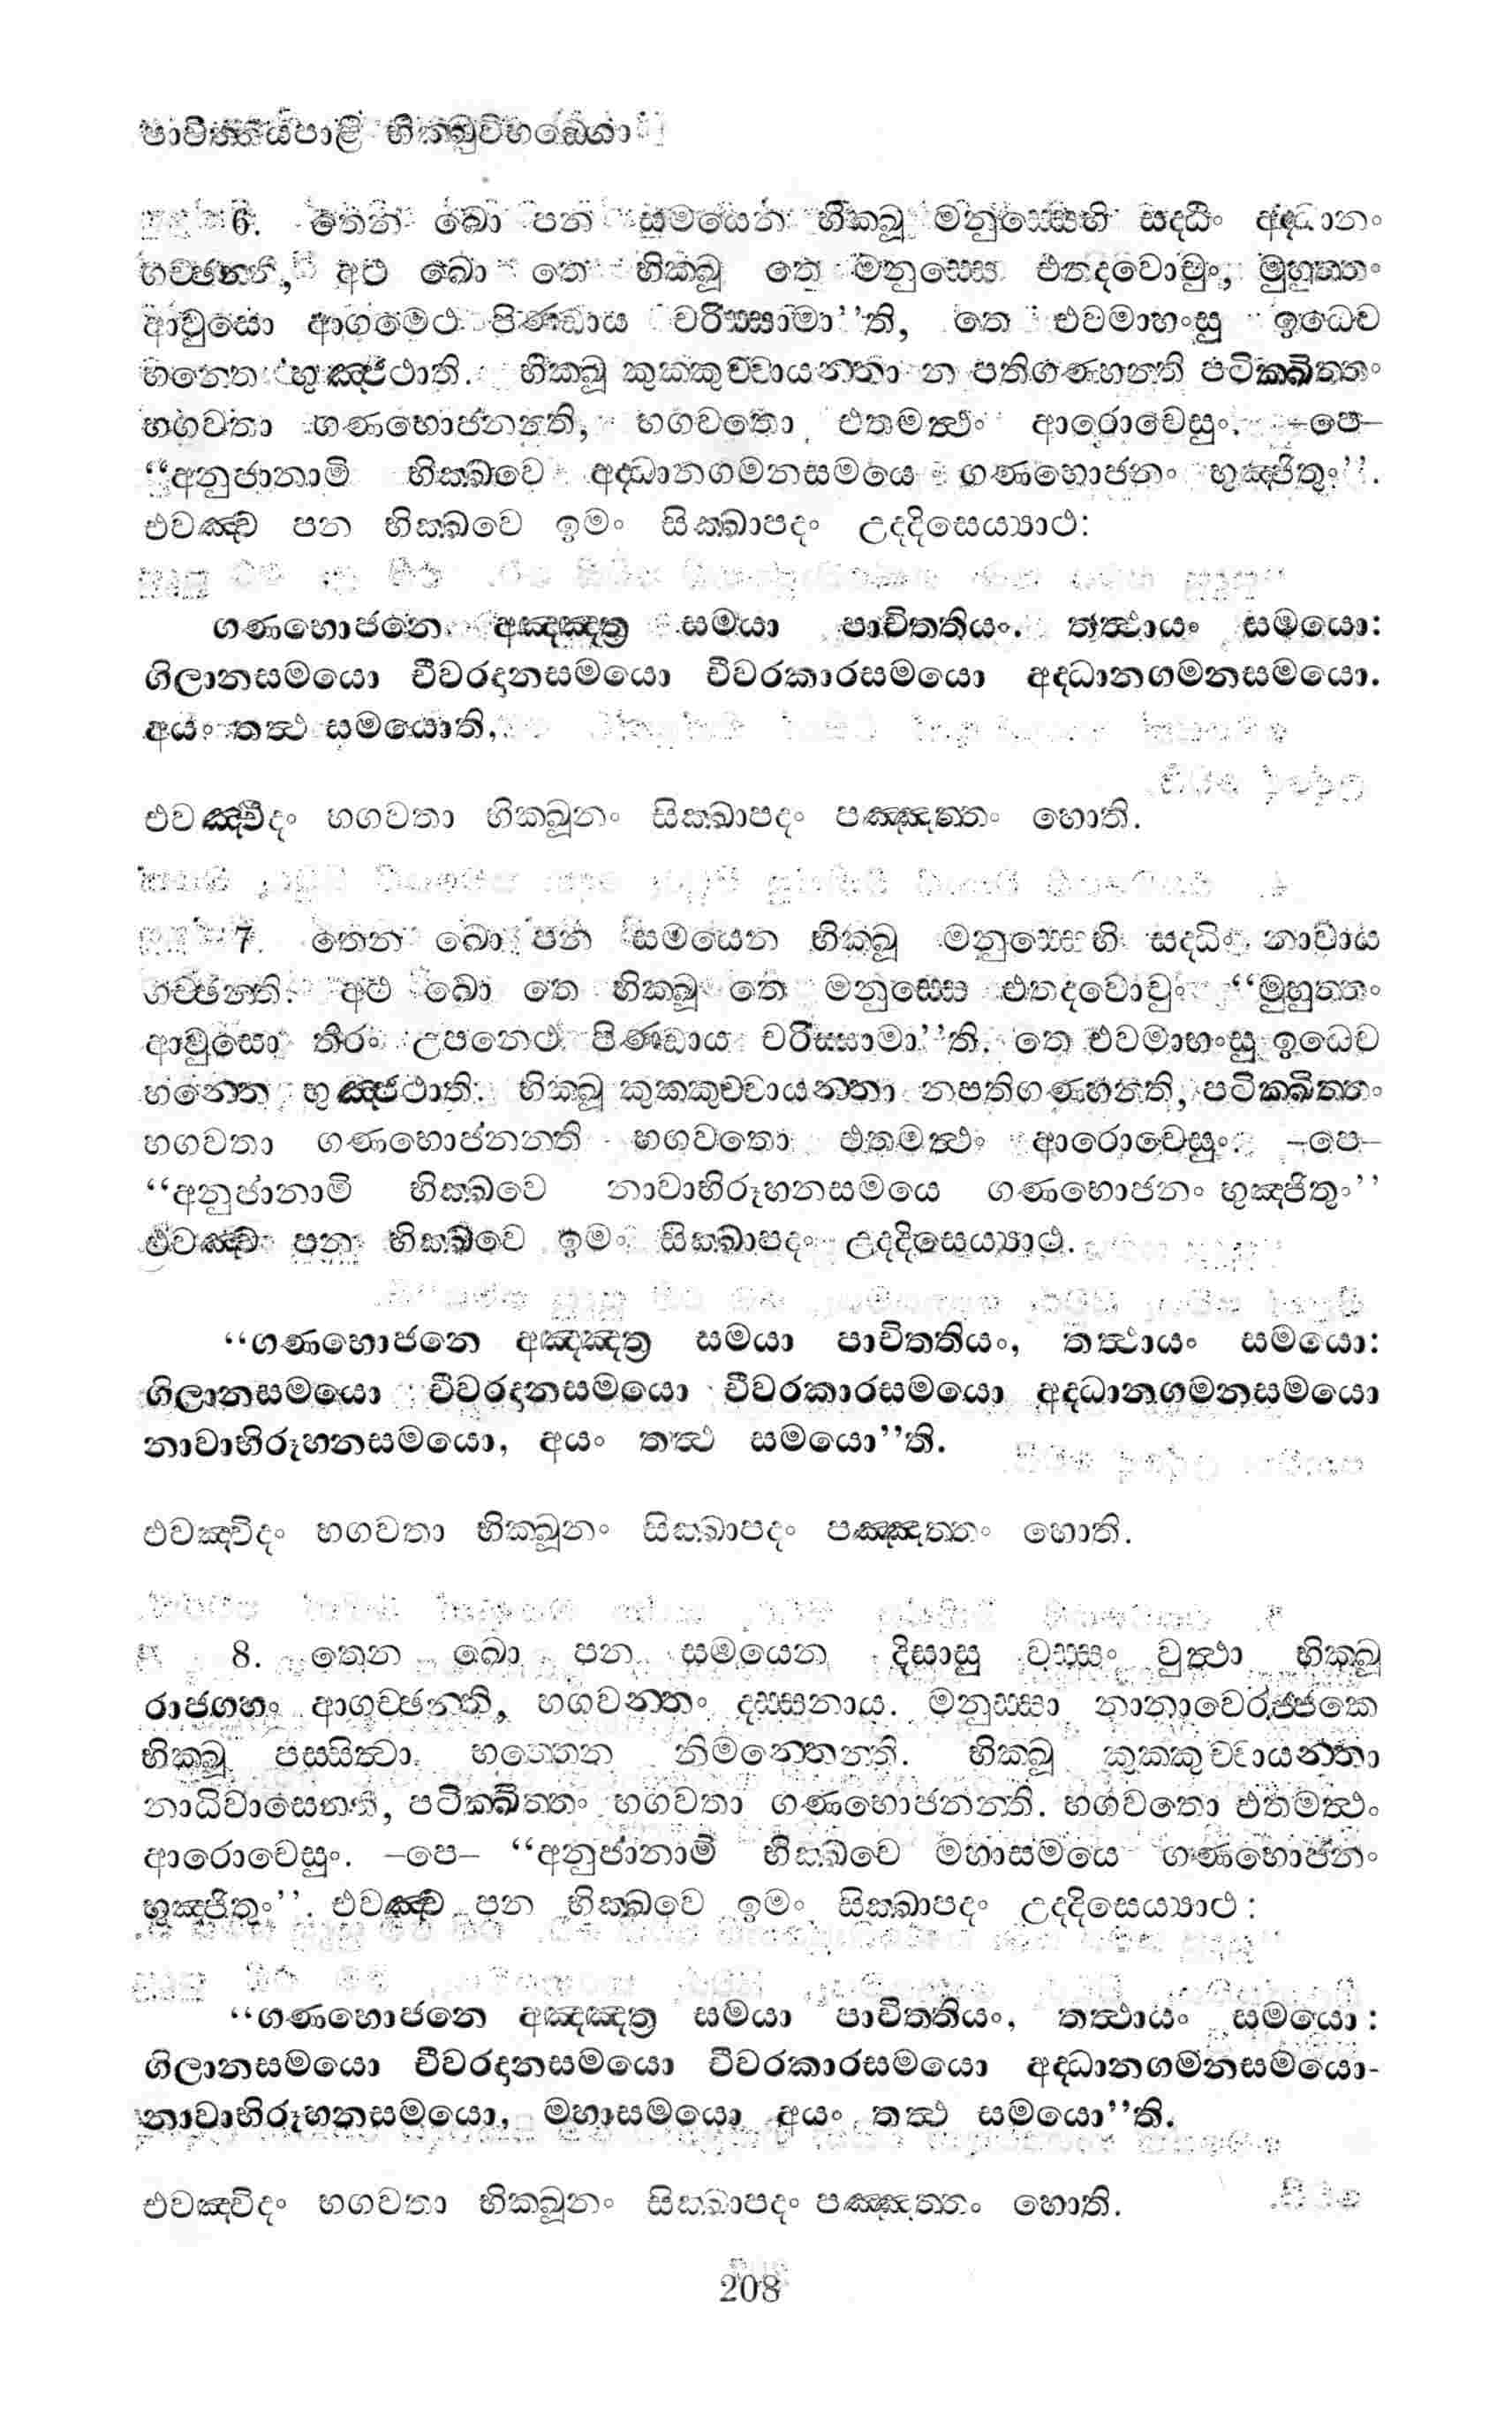 පාචිත්තියපාළි භික්ඛුවිභඞ්ගො
6. තෙන ඛො පන සමයෙන භික්ඛූ මනුස්සෙහි සද්ධිං අද්ධානං
ගච්ඡන්ති, අථ ඛො තෙ භික්ඛූ තෙ මනුස්සෙ එතදවොචුං, මුහුත්තං
ආවුසො ආගමෙථ පිණ්ඩාය චරිස්සාමා’’ති, තෙ එවමාහංසු ඉධෙව
භන්තෙ භුඤ්ජථාති. භික්ඛූ කුක්කුච්චායන්තා න පතිගණ්හන්ති පටික්ඛිත්තං
භගවතා ගණභොජනන්ති, භගවතො එතමත්ථං ආරොචෙසුං. –පෙ–
‘‘අනුජානාමි භික්ඛවෙ අද්ධානගමනසමයෙ ගණභොජනං භුඤ්ජිතුං’’.
එවඤ්ච පන භික්ඛවෙ ඉමං සික්ඛාපදං උද්දිසෙය්‍යාථ:
ගණභොජනෙ අඤ්ඤත්‍ර සමයා පාචිත්තියං. තත්ථායං සමයො:
ගිලානසමයො චීවරදානසමයො චීවරකාරසමයො අද්ධානගමනසමයො.
අයං තත්ථ සමයොති,
එවඤ්චිදං භගවතා භික්ඛූනං සික්ඛාපදං පඤ්ඤත්තං හොති.
7. තෙන ඛො පන සමයෙන භික්ඛූ මනුස්සෙහි සද්ධිං නාවාය
ගච්ඡන්ති. අථ ඛො තෙ භික්ඛූ තෙ මනුස්සෙ එතදවොචුං ‘‘මුහුත්තං
ආවුසො තීරං උපනෙථ පිණ්ඩාය චරිස්සාමා’’ති. තෙ එවමාහංසු ඉධෙව
භන්තෙ භුඤ්ජථාති. භික්ඛූ කුක්කුච්චායන්තා නපතිගණ්හන්ති, පටික්ඛිත්තං
භගවතා ගණභොජනන්ති භගවතො එතමත්ථං ආරොචෙසුං. –පෙ–
‘‘අනුජානාමි භික්ඛවෙ නාවාභිරූහනසමයෙ ගණභොජනං භුඤ්ජිතුං’’
එවඤ්ච පන භික්ඛවෙ ඉමං සික්ඛාපදං උද්දිසෙය්‍යාථ.
‘‘ගණභොජනෙ අඤ්ඤත්‍ර සමයා පාචිත්තියං, තත්ථායං සමයො:
ගිලානසමයො චීවරදානසමයො චීවරකාරසමයො අද්ධානගමනසමයො
නාවාභිරූහනසමයො, අයං තත්ථ සමයො’’ති.
එවඤ්චිදං භගවතා භික්ඛූනං සික්ඛාපදං පඤ්ඤත්තං හොති.
8. තෙන ඛො පන සමයෙන දිසාසු වස්සං වුත්ථා භික්ඛූ
රාජගහං ආගච්ඡන්ති, භගවන්තං දස්සනාය. මනුස්සා නානාවෙරජ්ජකෙ
භික්ඛූ පස්සිත්වා භත්තෙන නිමන්තෙන්ති. භික්ඛූ කුක්කුච්චායන්තා
නාධිවාසෙන්ති, පටික්ඛිත්තං භගවතා ගණභොජනන්ති. භගවතො එතමත්ථං
ආරොචෙසුං. –පෙ– ‘‘අනුජානාමි භික්ඛවෙ මහාසමයෙ ගණභොජනං
භුඤ්ජිතුං’’. එවඤ්ච පන භික්ඛවෙ ඉමං සික්ඛාපදං උද්දිසෙය්‍යාථ:
‘‘ගණභොජනෙ අඤ්ඤත්‍ර සමයා පාචිත්තියං, තත්ථායං සමයො:
ගිලානසමයො චීවරදානසමයො චීවරකාරසමයො අද්ධානගමනසමයො-
නාවාභිරූහනසමයො, මහාසමයො අයං තත්ථ සමයො’’ති.
එවඤ්චිදං භගවතා භික්ඛූනං සික්ඛාපදං පඤ්ඤත්තං හොති.
208